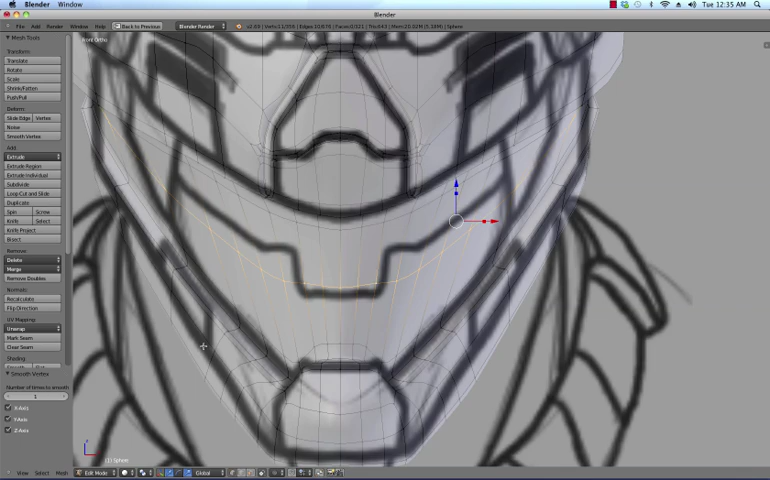 Blender Window
Tue 12:35 AM
Blender
File Add Render Window Help
Back to Previous
Blender Render
Front Ortho
Mesh Tools
Transform:
Translate
Rotate
Scale
Shrink/Fatten
Push/Pull
Deform:
Slide Edge Vertex
Noise
Smooth Vertex
Add:
Extrude
Extrude Region
Extrude Individual
Subdivide
Loop Cut and Slide
Duplicate
Spin Screw
Knife Select
Knife Project
Bisect
Remove:
Delete
Merge
Remove Doubles
Normals:
Recalculate
Flip Direction
UV Mapping:
Unwrap
Mark Seam
Clear Seam
Shading:
Smooth Vertex
Number of times to smooth
1
X-Axis
Y-Axis
Z-Axis
(1) Sphere
View Select Mesh
Edit Mode
Global